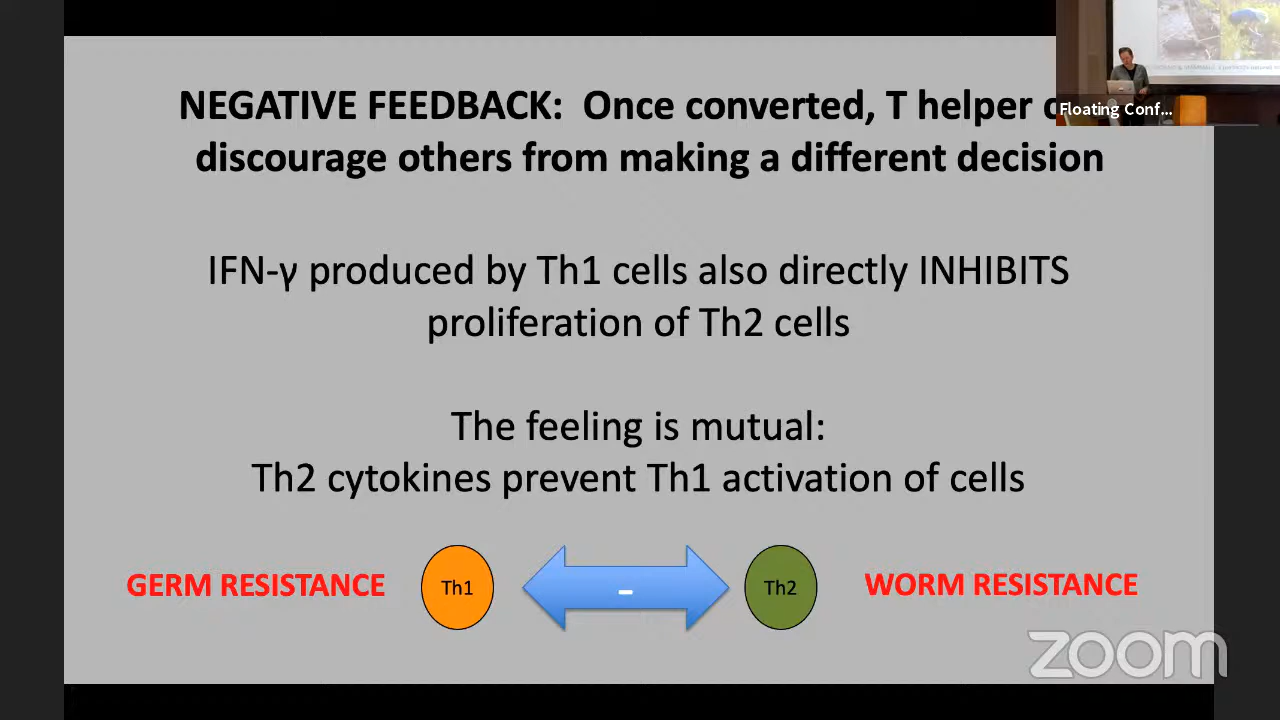 NEGATIVE FEEDBACK: Once converted, T helper
discourage others from making a different decision
IFN-γ produced by Th1 cells also directly INHIBITS
proliferation of Th2 cells
The feeling is mutual:
Th2 cytokines prevent Th1 activation of cells
GERM RESISTANCE Th1 - Th2 WORM RESISTANCE
Floating Conf...
zoom